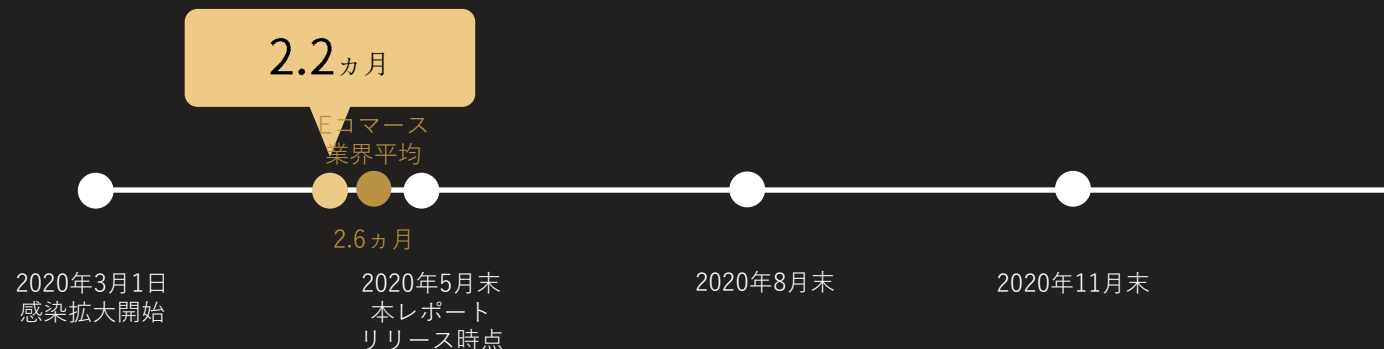 2.2ヵ月
Eコマース
業界平均
2.6ヵ月
2020年3月1日
感染拡大開始
2020年5月末
本レポート
リリース時点
2020年8月末
2020年11月末